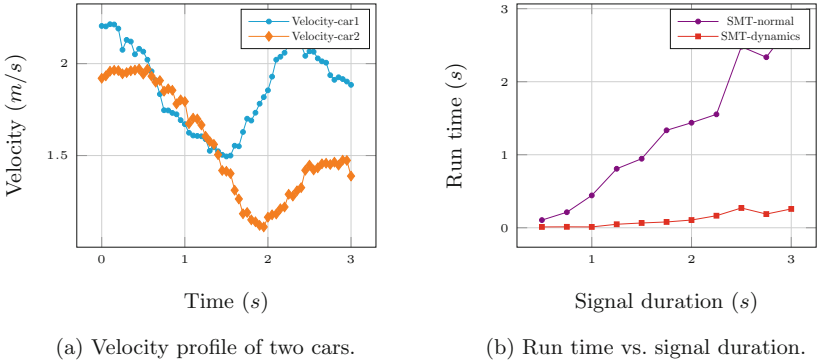 Velocity-car1
Velocity-car2
2
1.5
Velocity (m/s)
0
1
2
3
Time (s)
(a) Velocity profile of two cars.
SMT-normal
SMT-dynamics
3
2
1
0
Run time (s)
1
2
3
Signal duration (s)
(b) Run time vs. signal duration.